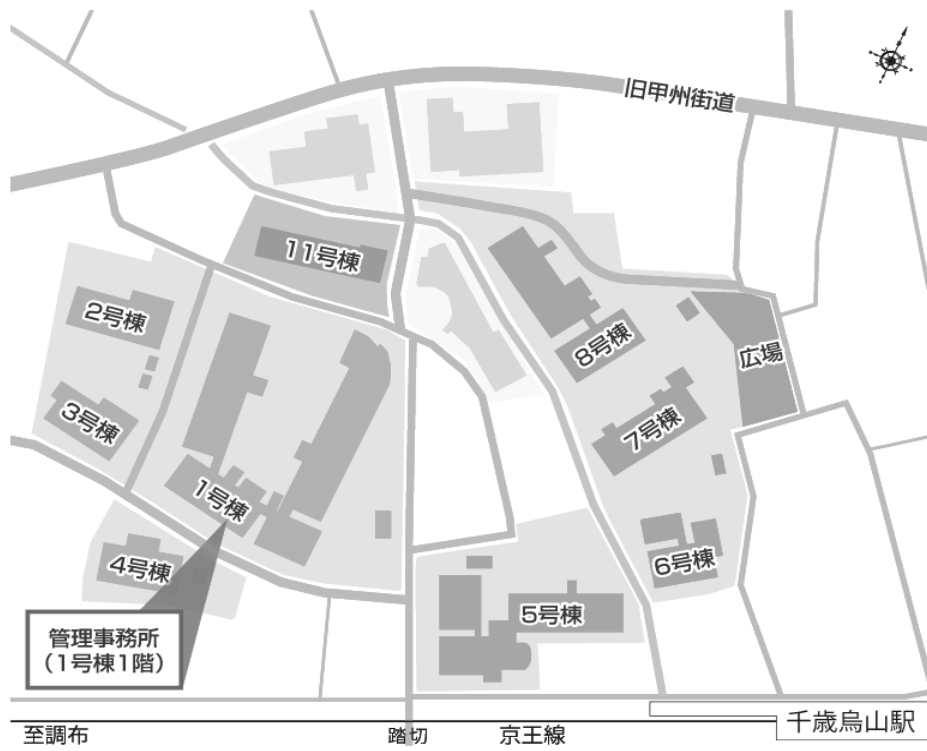 旧甲州街道
11号棟
2号棟
8号棟
広場
3号棟
7号棟
1号棟
6号棟
4号棟
5号棟
管理事務所
（1号棟1階）
千歳烏山駅
至調布
踏切
京王線